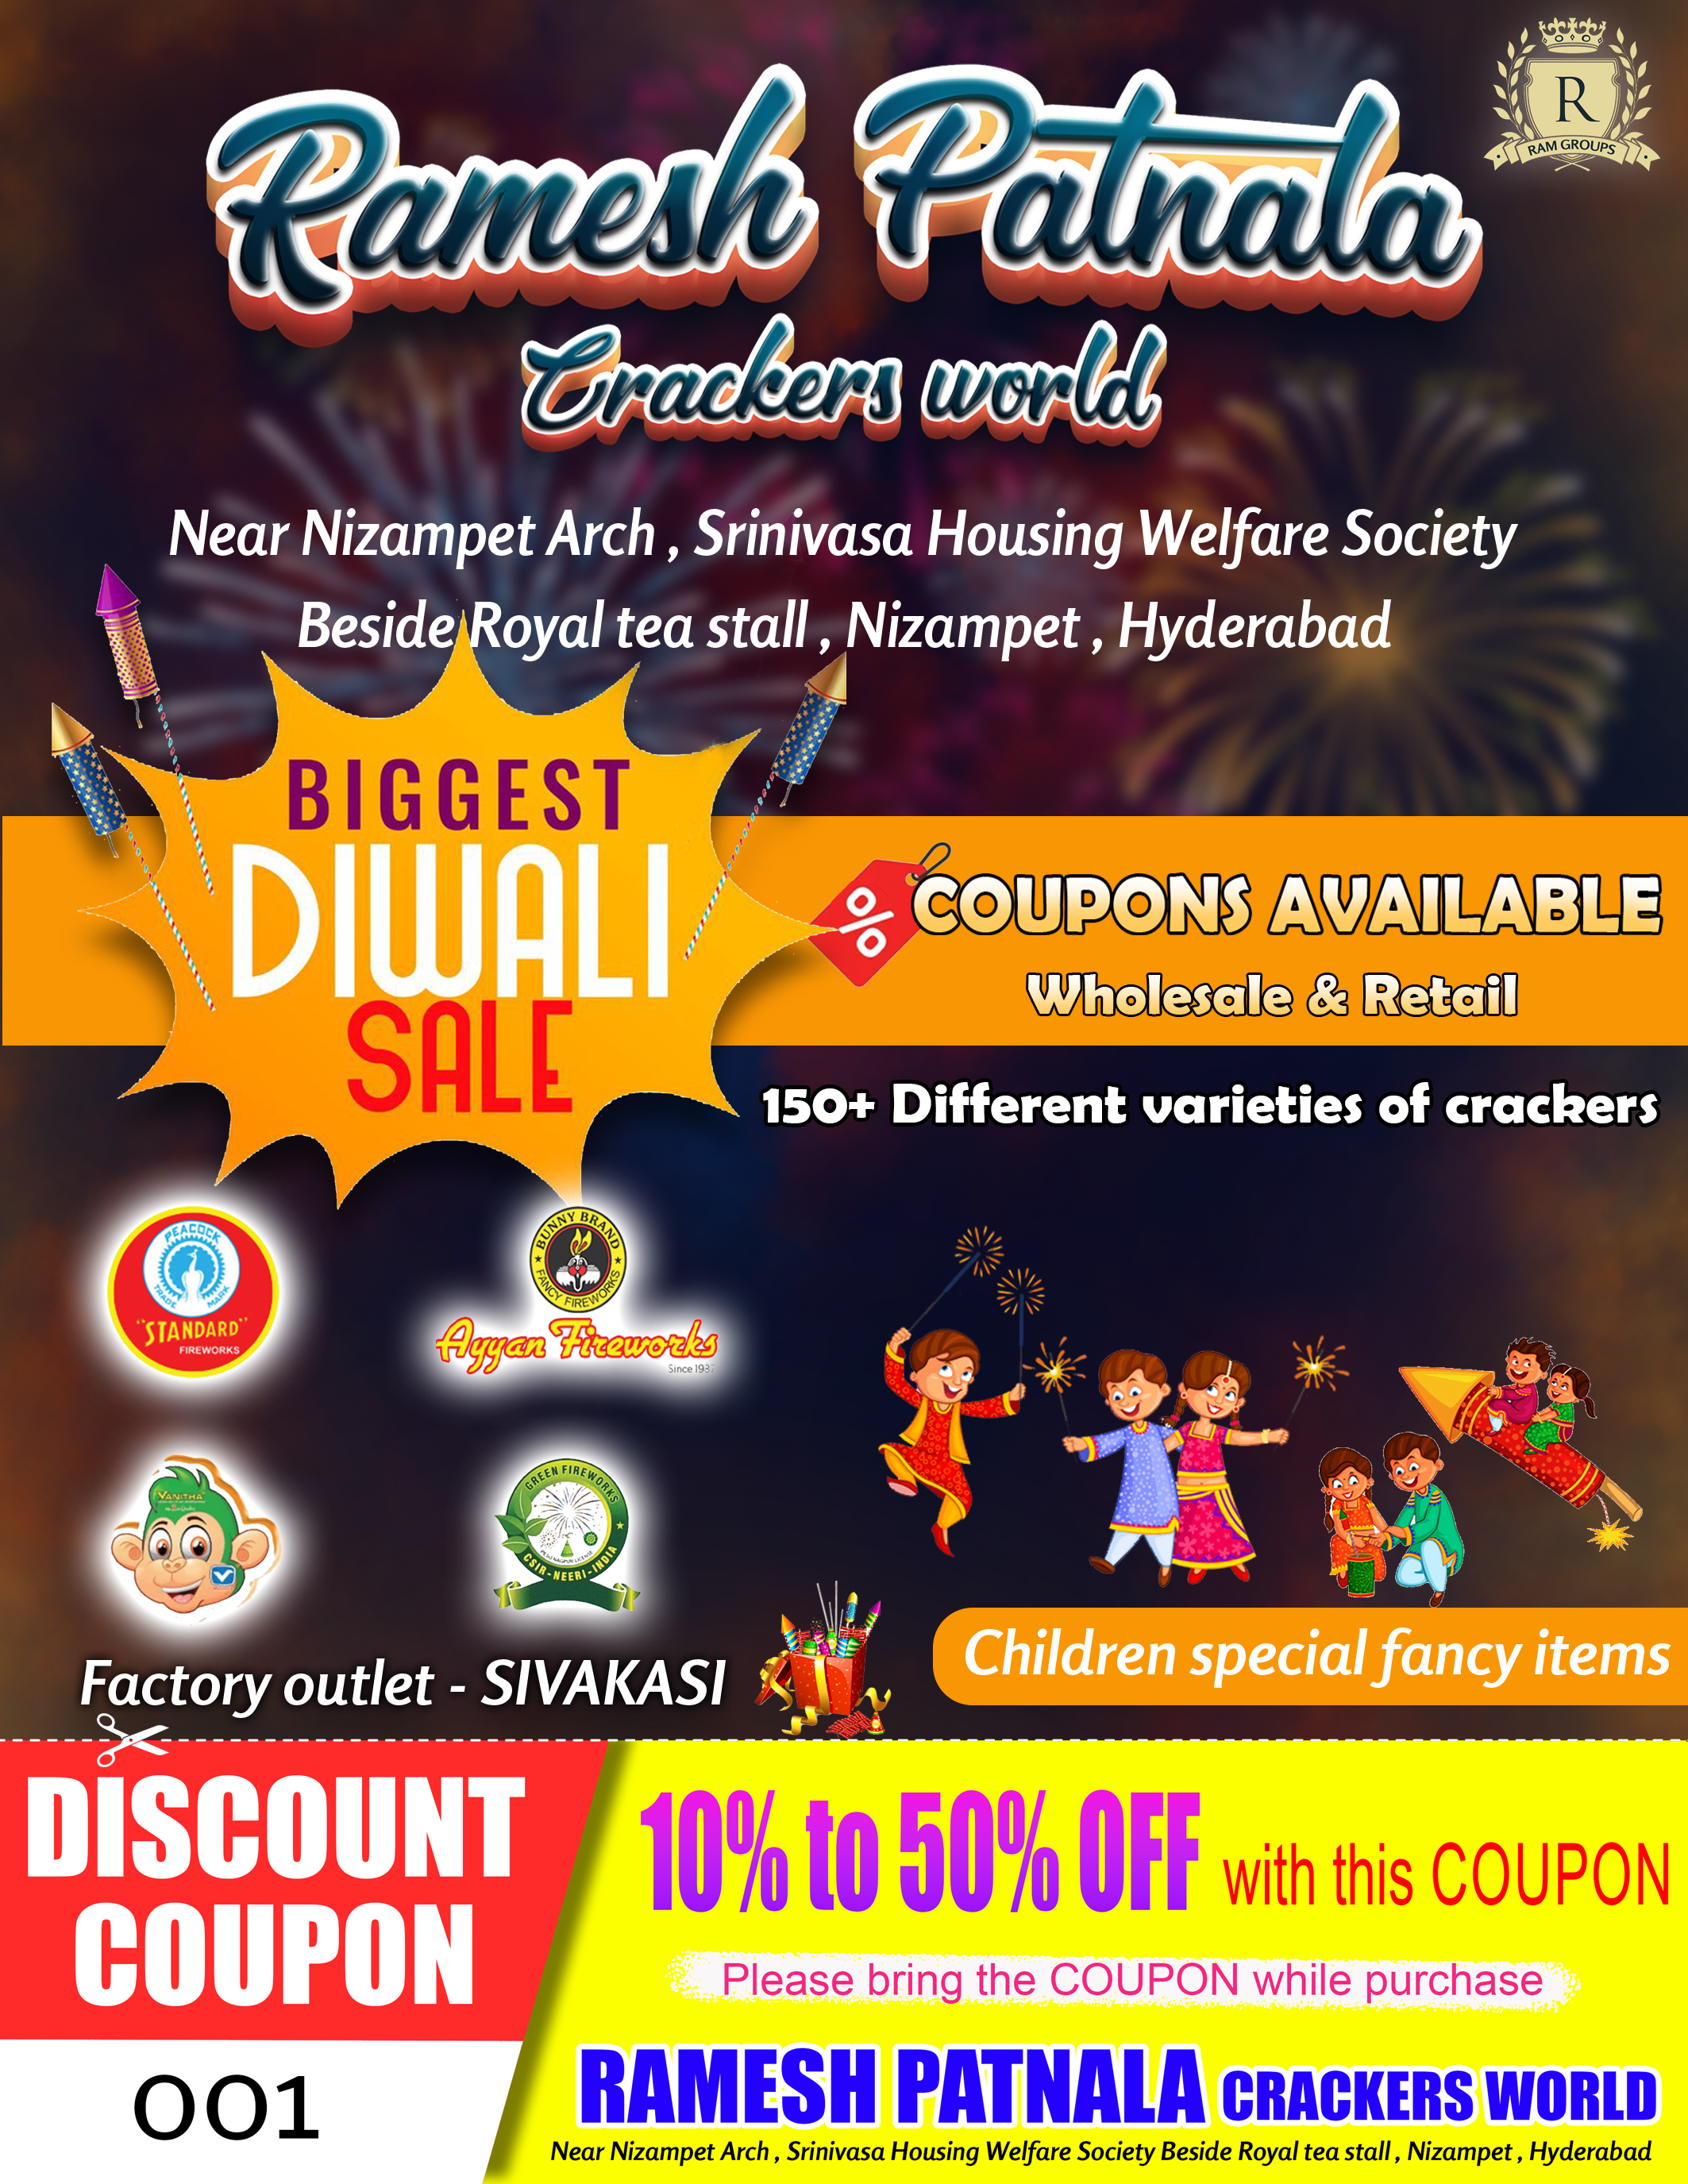 R
RAM GROUPS
Ramesh Patnala
Crackers world
Near Nizampet Arch , Srinivasa Housing Welfare Society
Beside Royal tea stall , Nizampet , Hyderabad
BIGGEST
DIWALI
SALE
% COUPONS AVAILABLE
Wholesale & Retail
150+ Different varieties of crackers
PEACOCK
TRADE MARK
"STANDARD"
FIREWORKS
BUNNY BRAND
FANCY FIREWORKS
Ayyan Fireworks
Since 1937
VANITHA
GREEN FIREWORKS
CSIR-NEERI-INDIA
Factory outlet - SIVAKASI
Children special fancy items
DISCOUNT
COUPON
001
10% to 50% OFF with this COUPON
Please bring the COUPON while purchase
RAMESH PATNALA CRACKERS WORLD
Near Nizampet Arch , Srinivasa Housing Welfare Society Beside Royal tea stall , Nizampet , Hyderabad